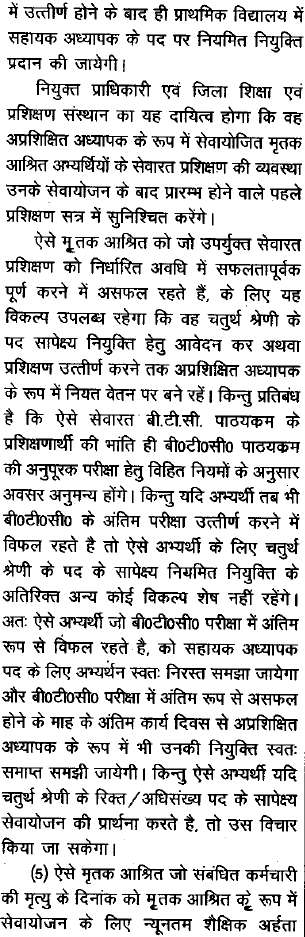 में उत्तीर्ण होने के बाद ही प्राथमिक विद्यालय में
सहायक अध्यापक के पद पर नियमित नियुक्ति
प्रदान की जायेगी।
नियुक्त प्राधिकारी एवं जिला शिक्षा एवं
प्रशिक्षण संस्थान का यह दायित्व होगा कि वह
अप्रशिक्षित अध्यापक के रूप में सेवायोजित मृतक
आश्रित अभ्यर्थियों के सेवारत प्रशिक्षण की व्यवस्था
उनके सेवायोजन के बाद प्रारम्भ होने वाले पहले
प्रशिक्षण सत्र में सुनिश्चित करेंगे।
ऐसे मृतक आश्रित को जो उपर्युक्त सेवारत
प्रशिक्षण को निर्धारित अवधि में सफलतापूर्वक
पूर्ण करने में असफल रहते हैं, के लिए यह
विकल्प उपलब्ध रहेगा कि वह चतुर्थ श्रेणी के
पद सापेक्ष्य नियुक्ति हेतु आवेदन कर अथवा
प्रशिक्षण उत्तीर्ण करने तक अप्रशिक्षित अध्यापक
के रूप में नियत वेतन पर बने रहें। किन्तु प्रतिबंध
है कि ऐसे सेवारत बी.टी.सी. पाठयकम के
प्रशिक्षणार्थी की भांति ही बी0टी0सी0 पाठयकम
की अनुपूरक परीक्षा हेतु विहित नियमों के अनुसार
अवसर अनुमन्य होंगे। किन्तु यदि अभ्यर्थी तब भी
बी0टी0सी0 के अंतिम परीक्षा उत्तीर्ण करने में
विफल रहते है तो ऐसे अभ्यर्थी के लिए चतुर्थ
श्रेणी के पद के सापेक्ष्य नियमित नियुक्ति के
अतिरिक्त अन्य कोई विकल्प शेष नहीं रहेंगे।
अतः ऐसे अभ्यर्थी जो बी0टी0सी0 परीक्षा में अंतिम
रूप से विफल रहते है, को सहायक अध्यापक
पद के लिए अभ्यर्थन स्वतः निरस्त समझा जायेगा
और बी0टी0सी0 परीक्षा में अंतिम रूप से असफल
होने के माह के अंतिम कार्य दिवस से अप्रशिक्षित
अध्यापक के रूप में भी उनकी नियुक्ति स्वतः
समाप्त समझी जायेगी। किन्तु ऐसे अभ्यर्थी यदि
चतुर्थ श्रेणी के रिक्त/अधिसंख्य पद के सापेक्ष्य
सेवायोजन की प्रार्थना करते है, तो उस विचार
किया जा सकेगा।
(5) ऐसे मृतक आश्रित जो संबंधित कर्मचारी
की मृत्यु के दिनांक को मृतक आश्रित के रूप में
सेवायोजन के लिए न्यूनतम शैक्षिक अर्हता